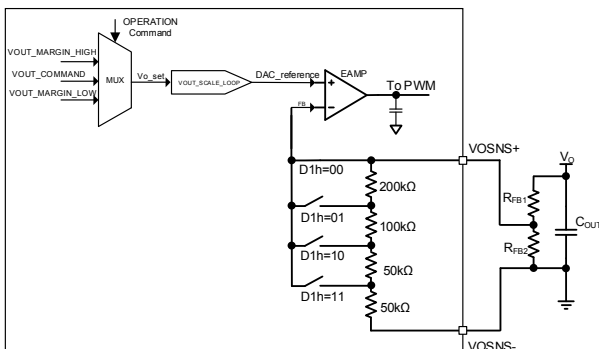 OPERATION
Command
VOUT_MARGIN_HIGH
VOUT_COMMAND
VOUT_MARGIN_LOW
MUX
Vo_set
VOUT_SCALE_LOOP
DAC_reference
EAMP
+
-
FB
To PWM
VOSNS+
D1h=00
200kΩ
D1h=01
100kΩ
D1h=10
50kΩ
D1h=11
50kΩ
VO
RFB1
RFB2
COUT
VOSNS-